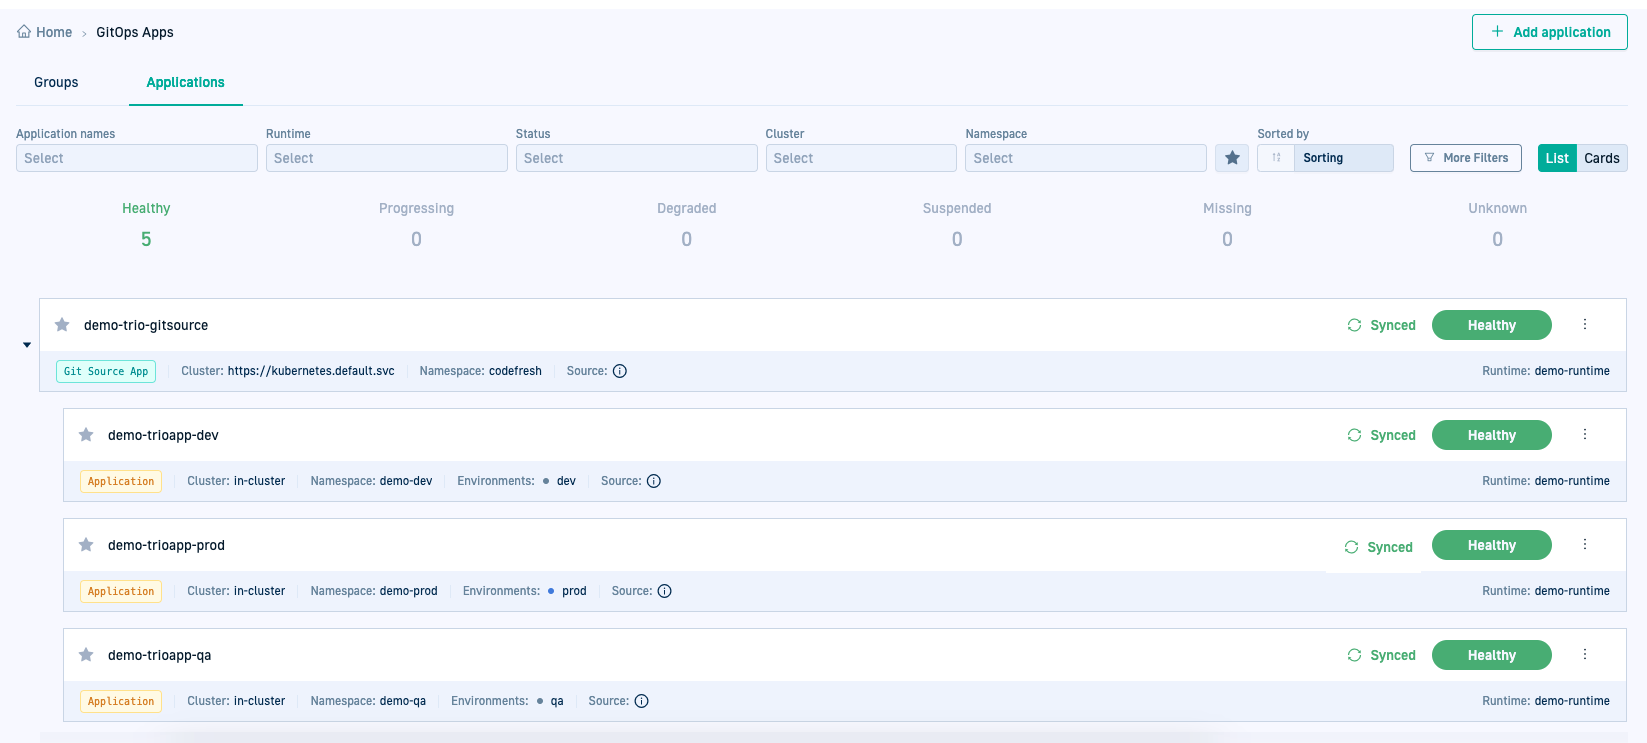 Home › GitOps Apps
+ Add application
Groups Applications
Application names Runtime Status Cluster Namespace Sorted by
Select Select Select Select Select Sorting More Filters List Cards
Healthy Progressing Degraded Suspended Missing Unknown
5 0 0 0 0 0
demo-trio-gitsource Synced Healthy
Git Source App Cluster: https://kubernetes.default.svc Namespace: codefresh Source: Runtime: demo-runtime
demo-trioapp-dev Synced Healthy
Application Cluster: in-cluster Namespace: demo-dev Environments: dev Source: Runtime: demo-runtime
demo-trioapp-prod Synced Healthy
Application Cluster: in-cluster Namespace: demo-prod Environments: prod Source: Runtime: demo-runtime
demo-trioapp-qa Synced Healthy
Application Cluster: in-cluster Namespace: demo-qa Environments: qa Source: Runtime: demo-runtime